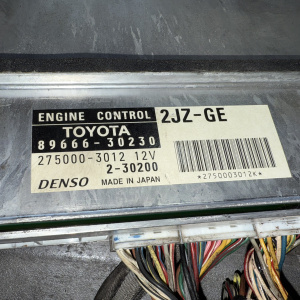 ENGINE CONTROL 2JZ-GE
TOYOTA
89666-30230
275000-3012 12V
2-30200
DENSO MADE IN JAPAN
*2750003012K*